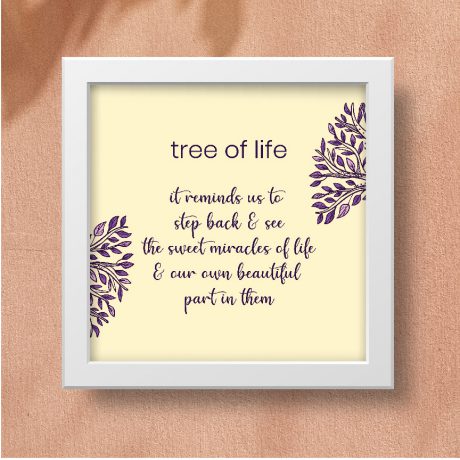 tree of life
it reminds us to
step back & see
the sweet miracles of life
& our own beautiful
part in them